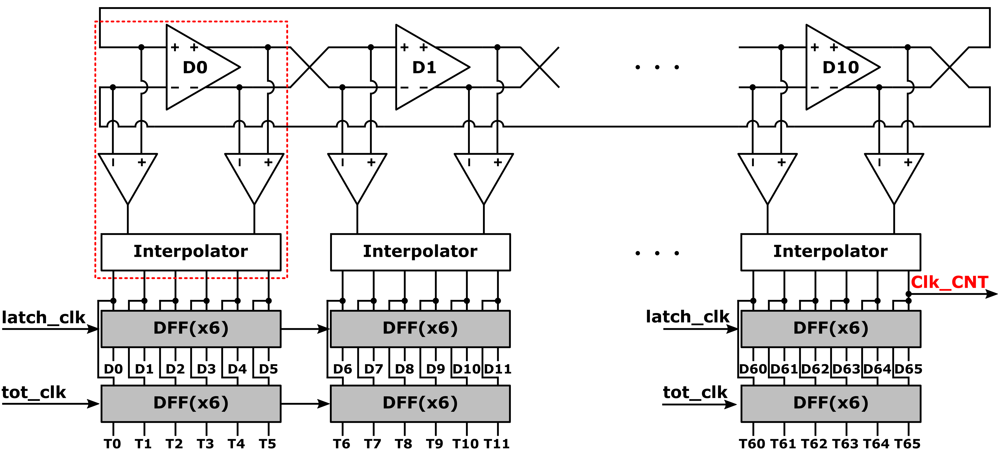 + + + + + +
D0 D1 D10
− − − − − −
− + − + − + − + − + − +
Interpolator Interpolator Interpolator
Clk_CNT
latch_clk DFF(x6) DFF(x6) latch_clk DFF(x6)
D0 D1 D2 D3 D4 D5 D6 D7 D8 D9 D10 D11 D60 D61 D62 D63 D64 D65
tot_clk DFF(x6) DFF(x6) tot_clk DFF(x6)
T0 T1 T2 T3 T4 T5 T6 T7 T8 T9 T10 T11 T60 T61 T62 T63 T64 T65